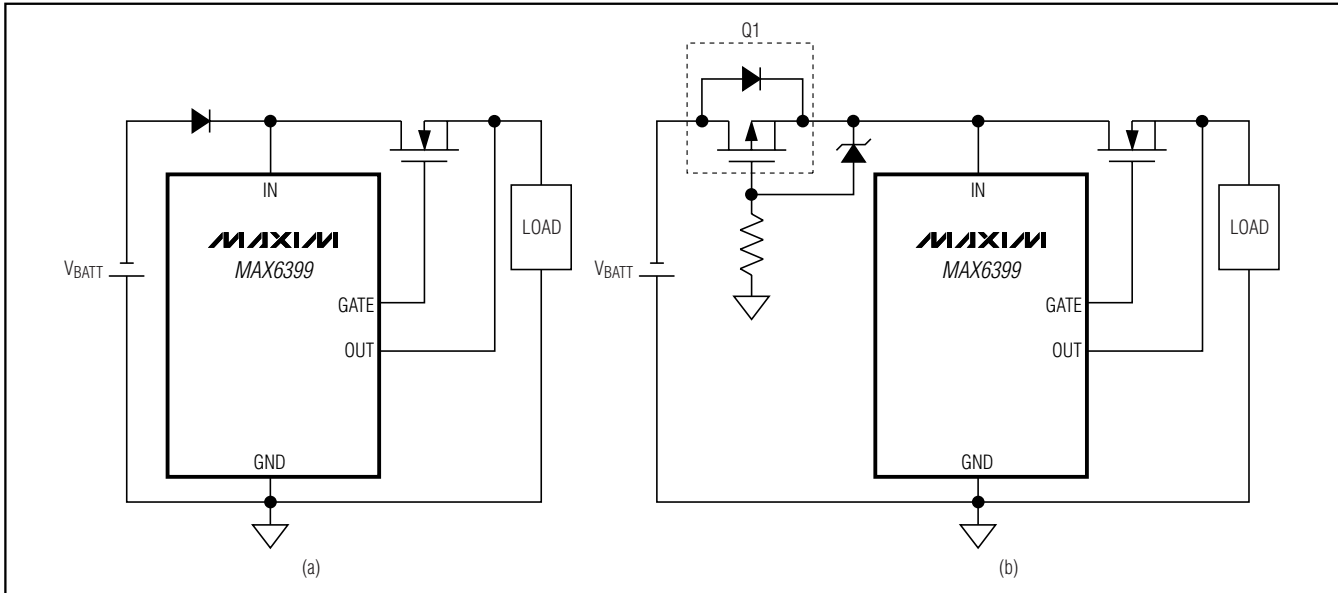 VBATT
IN
MAXIM
MAX6399
GATE
OUT
GND
LOAD
(a)
Q1
VBATT
IN
MAXIM
MAX6399
GATE
OUT
GND
LOAD
(b)